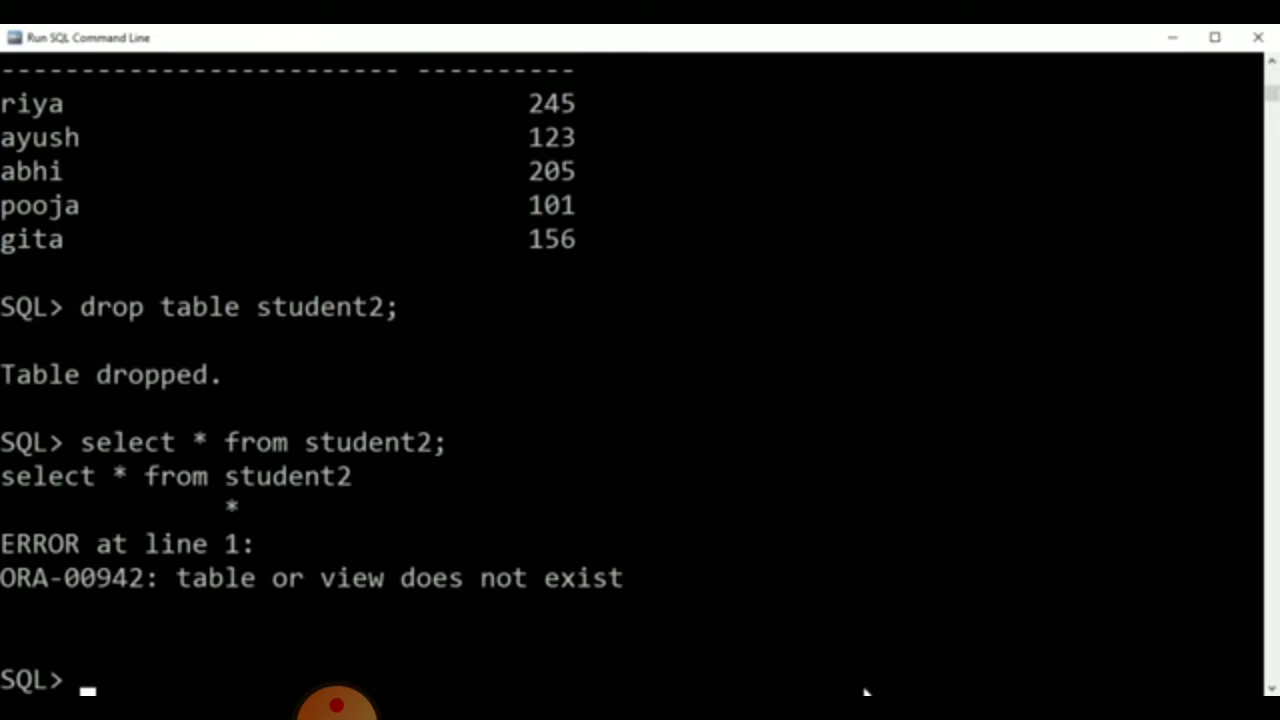 Run SQL Command Line
------------------------- ----------
riya 245
ayush 123
abhi 205
pooja 101
gita 156
SQL> drop table student2;
Table dropped.
SQL> select * from student2;
select * from student2
*
ERROR at line 1:
ORA-00942: table or view does not exist
SQL>